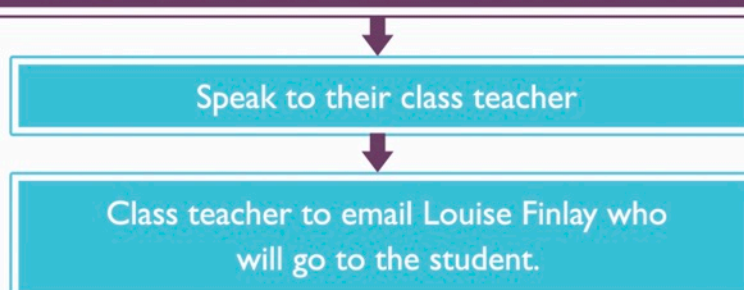 Speak to their class teacher
Class teacher to email Louise Finlay who
will go to the student.